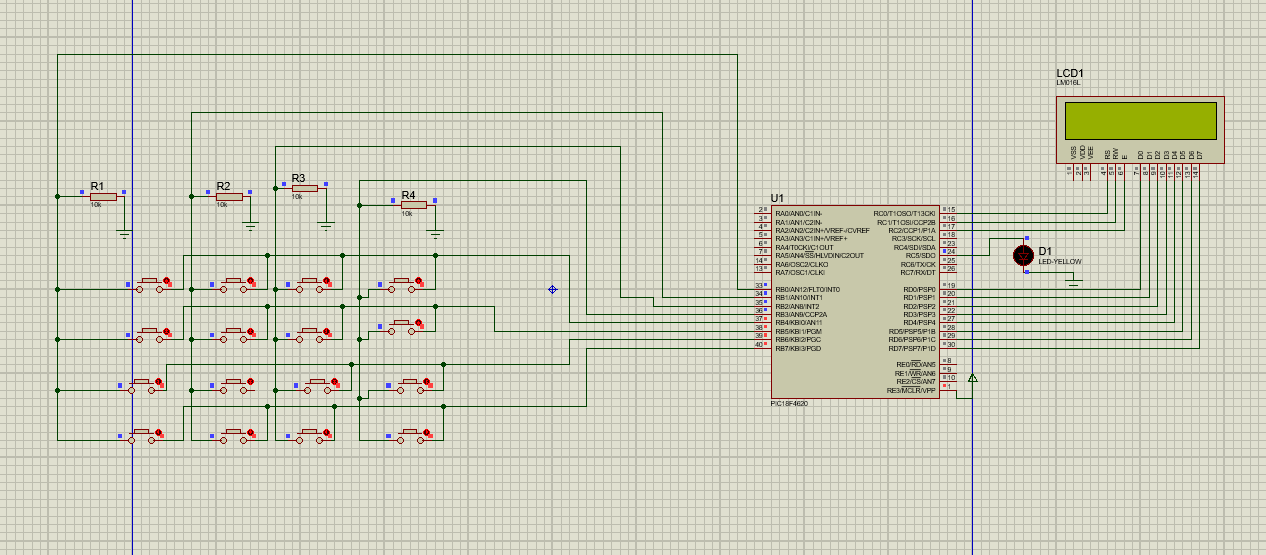 LCD1
LM016L
VSS
VDD
VEE
RS
RW
E
D0
D1
D2
D3
D4
D5
D6
D7
1
2
3
4
5
6
7
8
9
10
11
12
13
14
R1
10k
R2
10k
R3
10k
R4
10k
U1
2 RA0/AN0/C1IN- RC0/T1OSO/T13CKI 15
3 RA1/AN1/C2IN- RC1/T1OSI/CCP2B 16
4 RA2/AN2/C2IN+/VREF-/CVREF RC2/CCP1/P1A 17
5 RA3/AN3/C1IN+/VREF+ RC3/SCK/SCL 18
6 RA4/T0CKI/C1OUT RC4/SDI/SDA 23
7 RA5/AN4/SS/HLVDIN/C2OUT RC5/SDO 24
14 RA6/OSC2/CLKO RC6/TX/CK 25
13 RA7/OSC1/CLKI RC7/RX/DT 26
33 RB0/AN12/FLT0/INT0 RD0/PSP0 19
34 RB1/AN10/INT1 RD1/PSP1 20
35 RB2/AN8/INT2 RD2/PSP2 21
36 RB3/AN9/CCP2A RD3/PSP3 22
37 RB4/KBI0/AN11 RD4/PSP4 27
38 RB5/KBI1/PGM RD5/PSP5/P1B 28
39 RB6/KBI2/PGC RD6/PSP6/P1C 29
40 RB7/KBI3/PGD RD7/PSP7/P1D 30
RE0/RD/AN5 8
RE1/WR/AN6 9
RE2/CS/AN7 10
RE3/MCLR/VPP 1
PIC18F4620
D1
LED-YELLOW